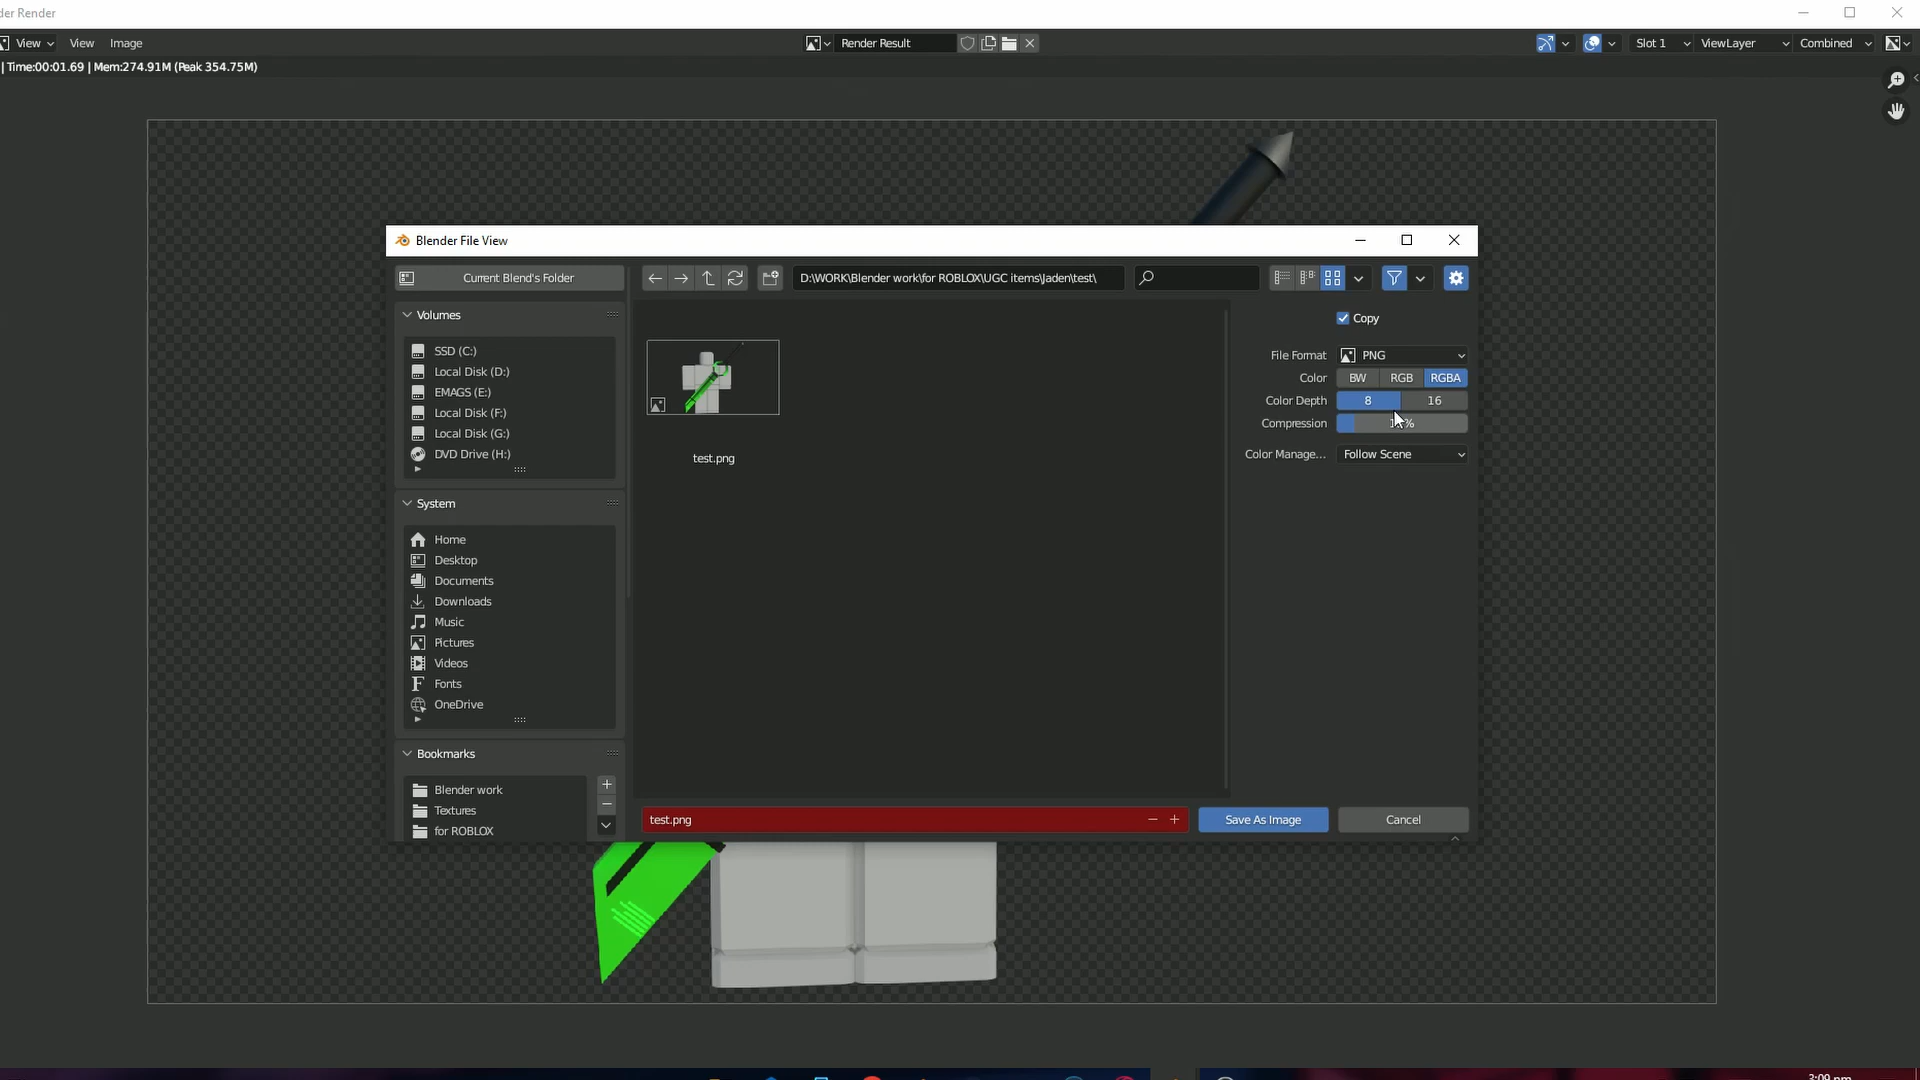 der Render
View View Image Render Result Slot 1 ViewLayer Combined
| Time:00:01.69 | Mem:274.91M (Peak 354.75M)
Blender File View
Current Blend's Folder D:\WORK\Blender work\for ROBLOX\UGC items\Jaden\test\
Volumes
SSD (C:)
Local Disk (D:)
EMAGS (E:)
Local Disk (F:)
Local Disk (G:)
DVD Drive (H:)
System
Home
Desktop
Documents
Downloads
Music
Pictures
Videos
Fonts
OneDrive
Bookmarks
Blender work
Textures
for ROBLOX
test.png
Copy
File Format PNG
Color BW RGB RGBA
Color Depth 8 16
Compression
Color Manage... Follow Scene
test.png Save As Image Cancel